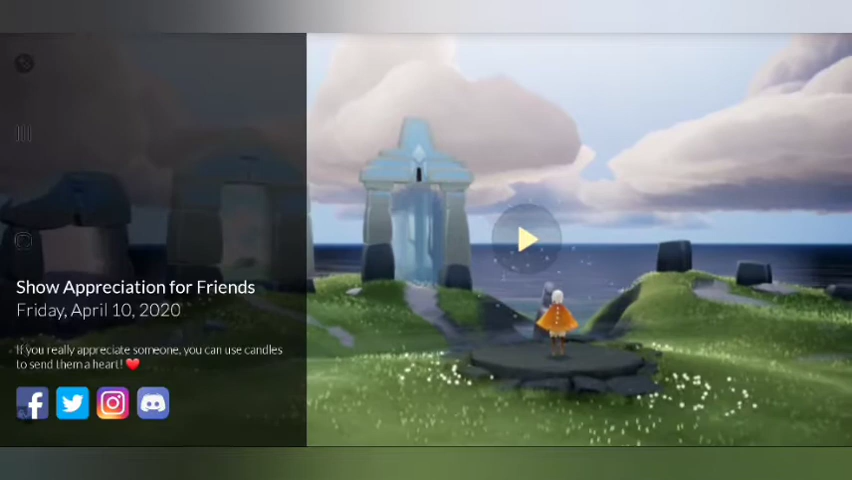 Show Appreciation for Friends
Friday, April 10, 2020
If you really appreciate someone, you can use candles
to send them a heart! ❤️